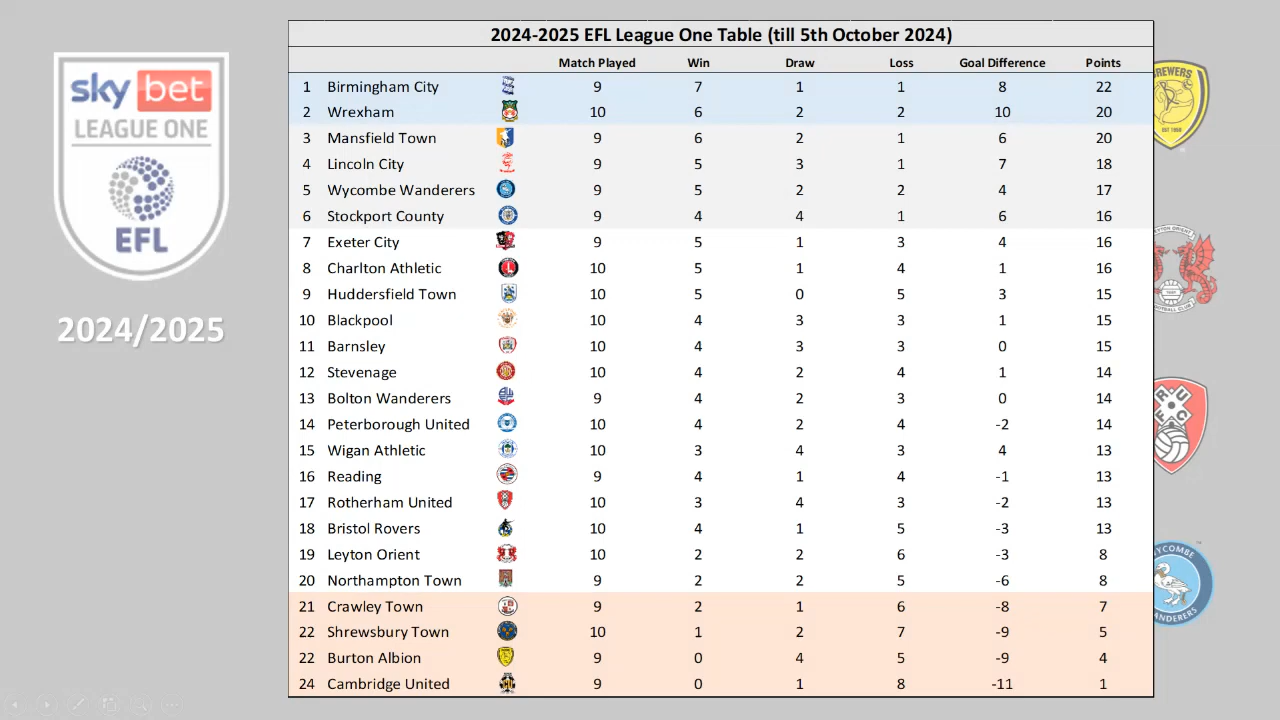 2024-2025 EFL League One Table (till 5th October 2024)
Match Played Win Draw Loss Goal Difference Points
1 Birmingham City 9 7 1 1 8 22
2 Wrexham 10 6 2 2 10 20
3 Mansfield Town 9 6 2 1 6 20
4 Lincoln City 9 5 3 1 7 18
5 Wycombe Wanderers 9 5 2 2 4 17
6 Stockport County 9 4 4 1 6 16
7 Exeter City 9 5 1 3 4 16
8 Charlton Athletic 10 5 1 4 1 16
9 Huddersfield Town 10 5 0 5 3 15
10 Blackpool 10 4 3 3 1 15
11 Barnsley 10 4 3 3 0 15
12 Stevenage 10 4 2 4 1 14
13 Bolton Wanderers 9 4 2 3 0 14
14 Peterborough United 10 4 2 4 -2 14
15 Wigan Athletic 10 3 4 3 4 13
16 Reading 9 4 1 4 -1 13
17 Rotherham United 10 3 4 3 -2 13
18 Bristol Rovers 10 4 1 5 -3 13
19 Leyton Orient 10 2 2 6 -3 8
20 Northampton Town 9 2 2 5 -6 8
21 Crawley Town 9 2 1 6 -8 7
22 Shrewsbury Town 10 1 2 7 -9 5
22 Burton Albion 9 0 4 5 -9 4
24 Cambridge United 9 0 1 8 -11 1
sky bet
LEAGUE ONE
EFL
2024/2025